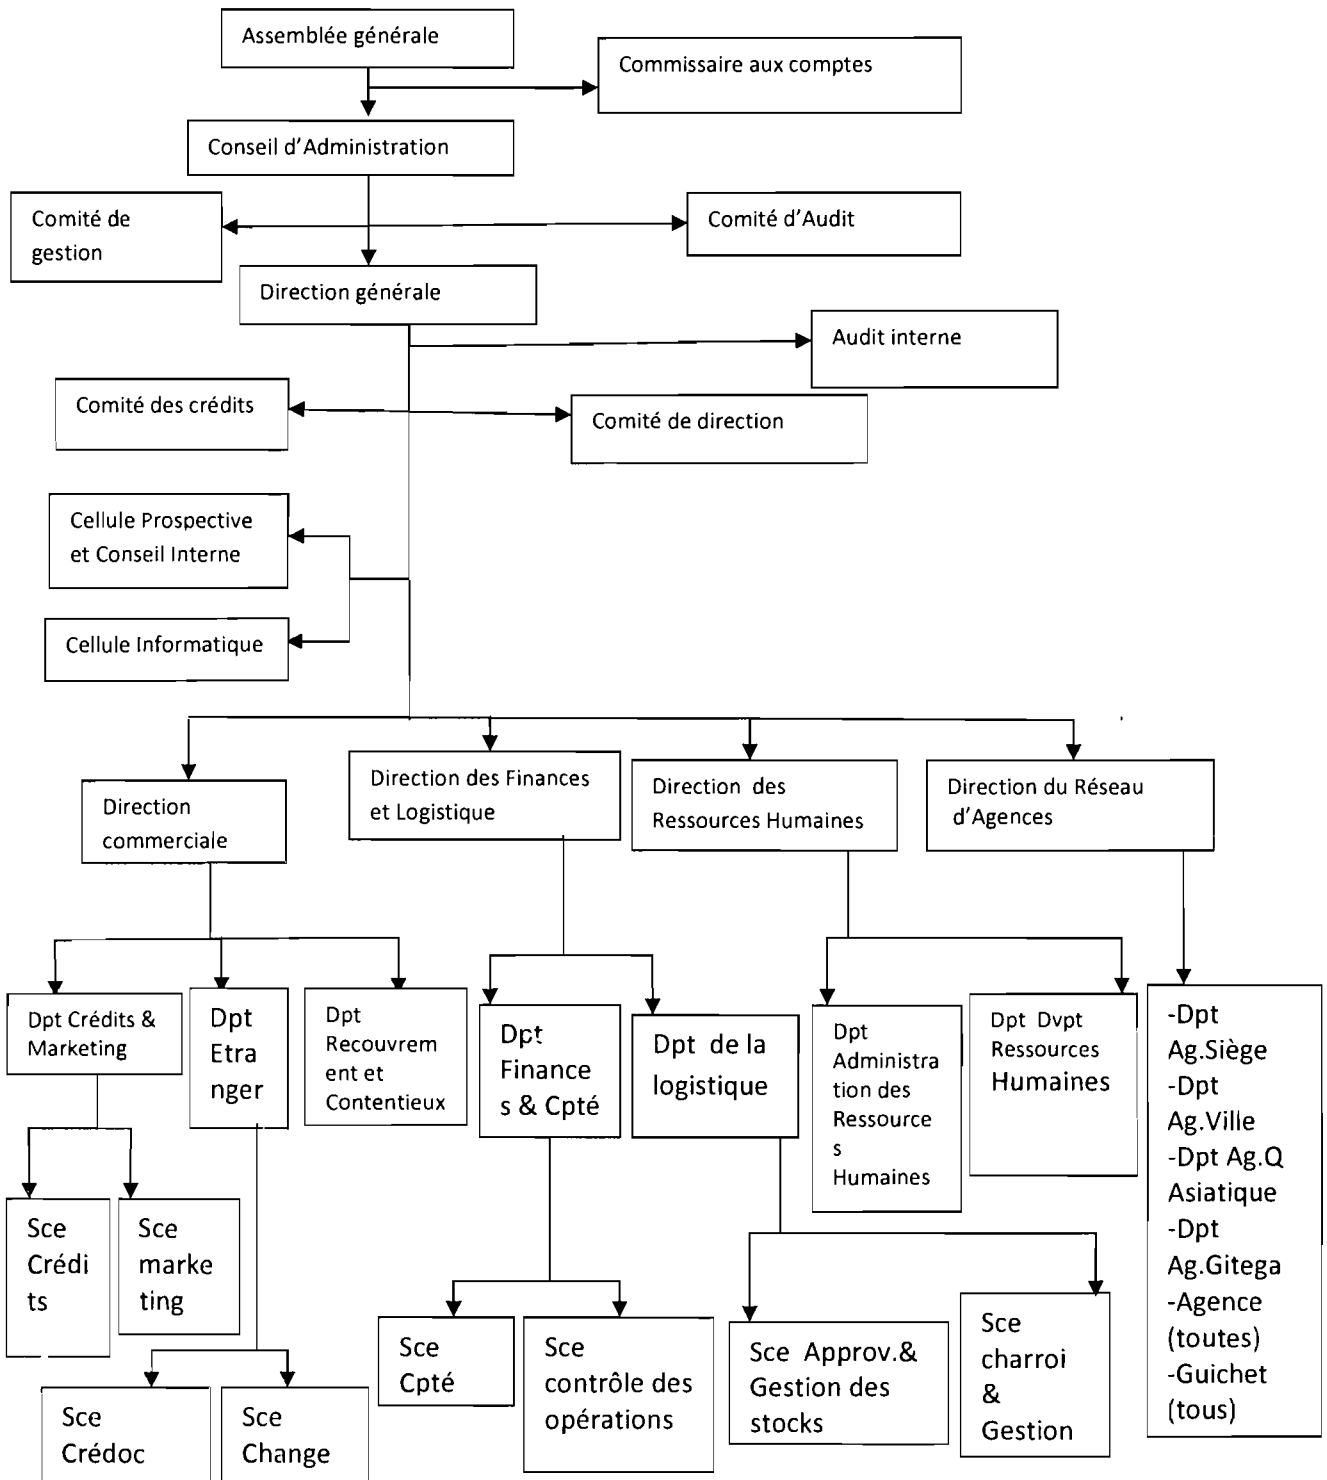 Assemblée générale
Commissaire aux comptes
Conseil d'Administration
Comité de
gestion
Comité d'Audit
Direction générale
Audit interne
Comité des crédits
Comité de direction
Cellule Prospective
et Conseil Interne
Cellule Informatique
Direction
commerciale
Direction des Finances
et Logistique
Direction des
Ressources Humaines
Direction du Réseau
d'Agences
Dpt Crédits &
Marketing
Dpt
Etra
nger
Dpt
Recouvrem
ent et
Contentieux
Dpt
Finance
s & Cpté
Dpt de la
logistique
Dpt
Administra
tion des
Ressource
s
Humaines
Dpt Dvpt
Ressources
Humaines
-Dpt
Ag.Siège
-Dpt
Ag.Ville
-Dpt Ag.Q
Asiatique
-Dpt
Ag.Gitega
-Agence
(toutes)
-Guichet
(tous)
Sce
Crédi
ts
Sce
marke
ting
Sce
Crédoc
Sce
Change
Sce
Cpté
Sce
contrôle des
opérations
Sce Approv.&
Gestion des
stocks
Sce
charroi
&
Gestion